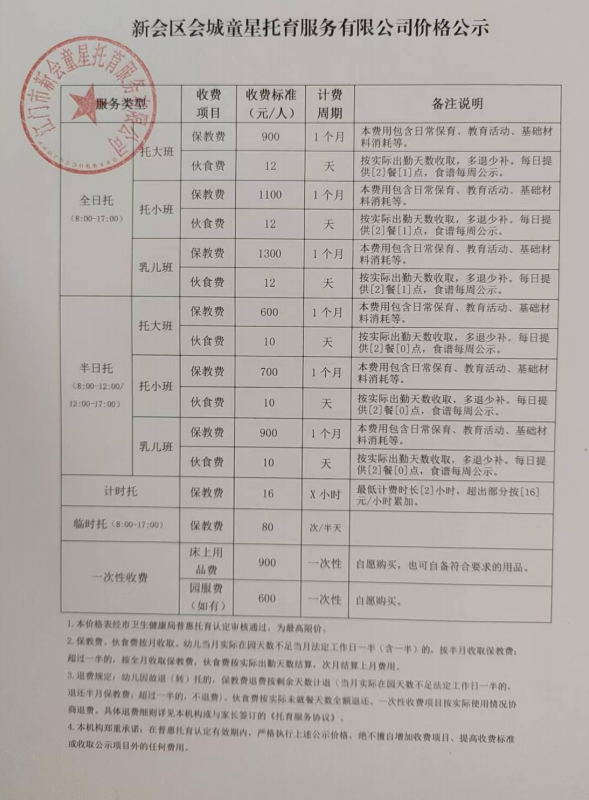 新会区会城童星托育服务有限公司价格公示
江门市新会童星托育服务有限公司
服务类型 收费项目 收费标准（元/人） 计费周期 备注说明
全日托（8:00-17:00） 托大班 保教费 900 1个月 本费用包含日常保育、教育活动、基础材料消耗等。
伙食费 12 天 按实际出勤天数收取，多退少补。每日提供[2]餐[1]点，食谱每周公示。
托小班 保教费 1100 1个月 本费用包含日常保育、教育活动、基础材料消耗等。
伙食费 12 天 按实际出勤天数收取，多退少补。每日提供[2]餐[1]点，食谱每周公示。
乳儿班 保教费 1300 1个月 本费用包含日常保育、教育活动、基础材料消耗等。
伙食费 12 天 按实际出勤天数收取，多退少补。每日提供[2]餐[1]点，食谱每周公示。
半日托（8:00-12:00/12:00-17:00） 托大班 保教费 600 1个月 本费用包含日常保育、教育活动、基础材料消耗等。
伙食费 10 天 按实际出勤天数收取，多退少补。每日提供[2]餐[0]点，食谱每周公示。
托小班 保教费 700 1个月 本费用包含日常保育、教育活动、基础材料消耗等。
伙食费 10 天 按实际出勤天数收取，多退少补。每日提供[2]餐[0]点，食谱每周公示。
乳儿班 保教费 900 1个月 本费用包含日常保育、教育活动、基础材料消耗等。
伙食费 10 天 按实际出勤天数收取，多退少补。每日提供[2]餐[0]点，食谱每周公示。
计时托 保教费 16 X小时 最低计费时长[2]小时，超出部分按[16]元/小时累加。
临时托（8:00-17:00） 保教费 80 次/半天
一次性收费 床上用品费 900 一次性 自愿购买，也可自备符合要求的用品。
园服费（如有） 600 一次性 自愿购买。
1.本价格表经市卫生健康局普惠托育认定审核通过，为最高限价。
2.保教费、伙食费按月收取。幼儿当月实际在园天数不足当月法定工作日一半（含一半）的，按半月收取保教费；
超过一半的，按全月收取保教费，伙食费按实际出勤天数结算，次月结算上月费用。
3.退费规定：幼儿因故退（转）托的，保教费退费按剩余天数计退（当月实际在园天数不足法定工作日一半的，
退还半月保教费；超过一半的，不退费）。伙食费按实际未就餐天数全额退还。一次性收费项目按实际使用情况协
商退费。具体退费细则详见本机构与家长签订的《托育服务协议》。
4.本机构郑重承诺：在普惠托育认定有效期内，严格执行上述公示价格，绝不擅自增加收费项目、提高收费标准
或收取公示项目外的任何费用。